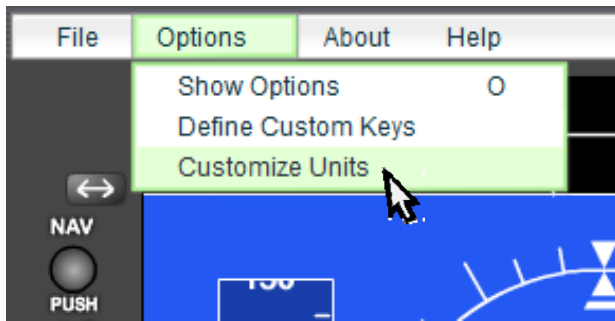 File Options About Help
Show Options O
Define Custom Keys
Customize Units
NAV
PUSH